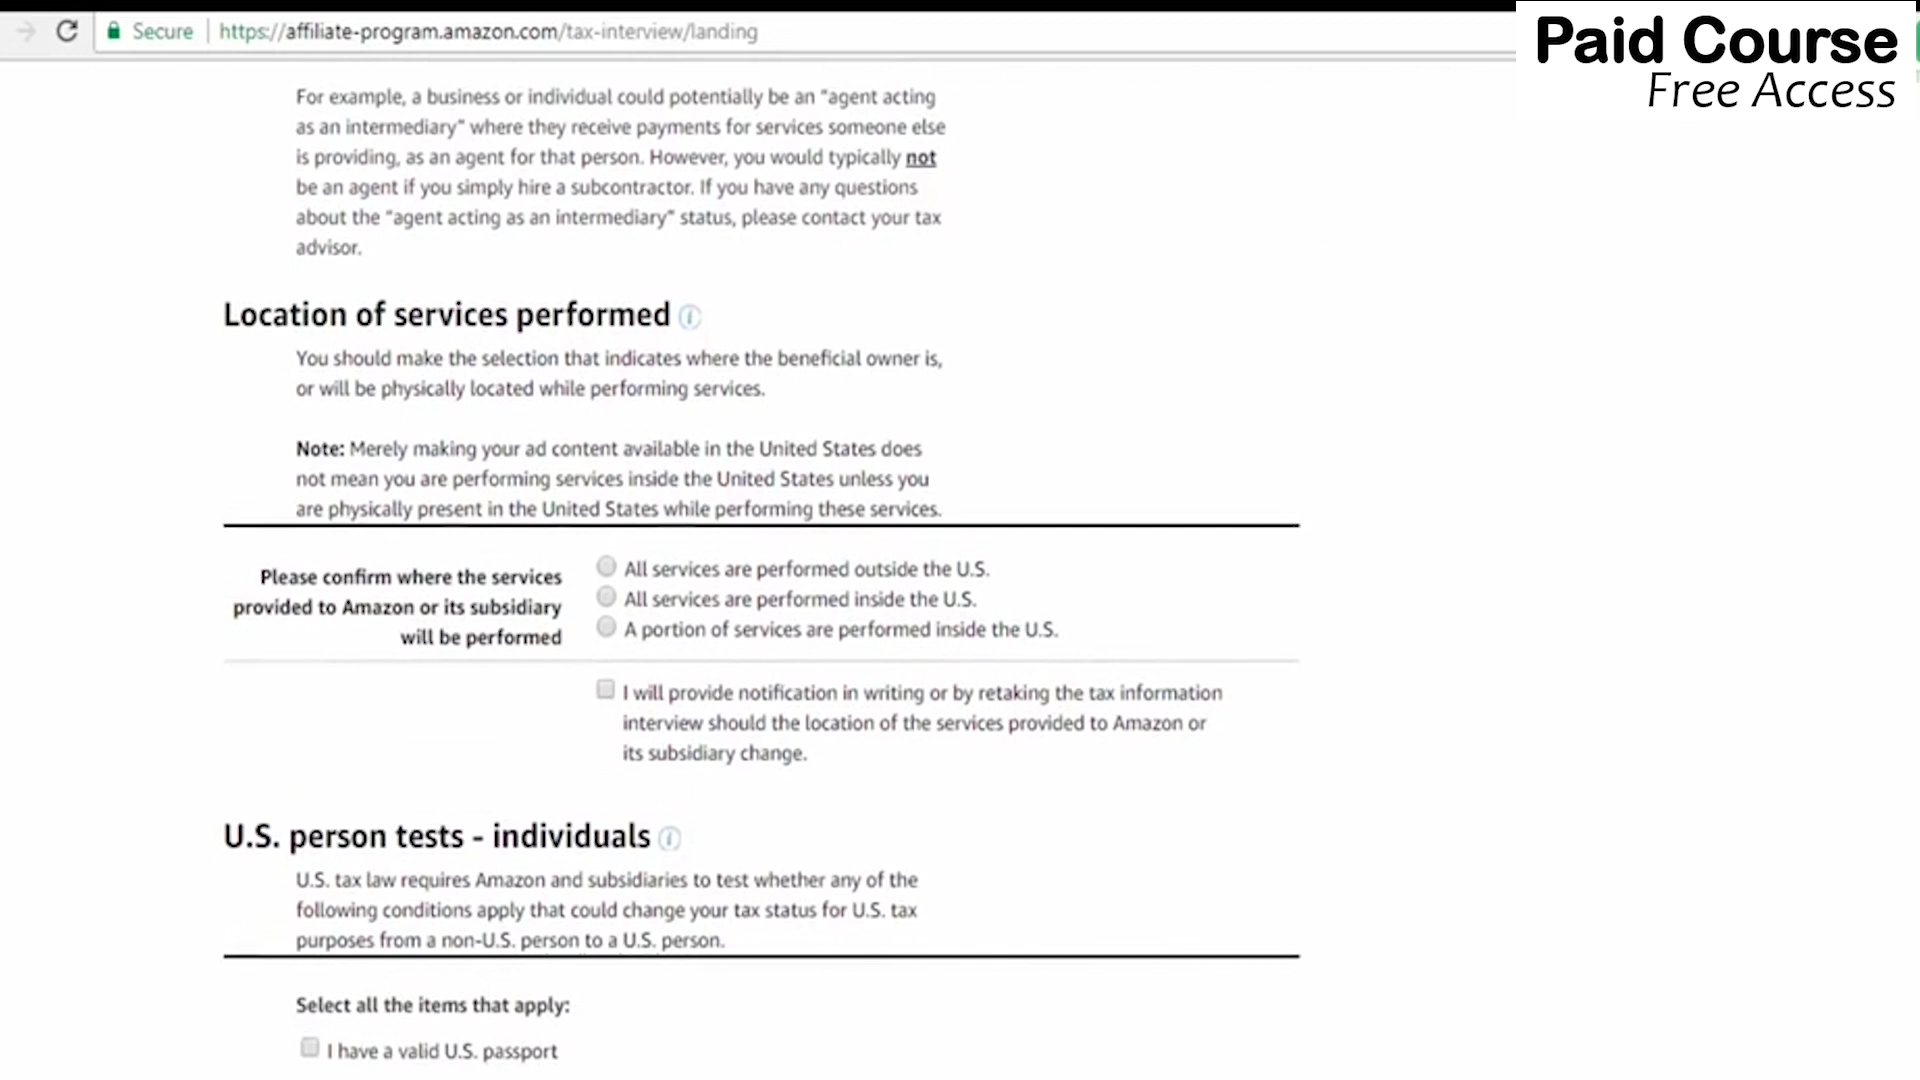 Secure
https://affiliate-program.amazon.com/tax-interview/landing
Paid Course
Free Access
For example, a business or individual could potentially be an "agent acting
as an intermediary" where they receive payments for services someone else
is providing, as an agent for that person. However, you would typically not
be an agent if you simply hire a subcontractor. If you have any questions
about the "agent acting as an intermediary" status, please contact your tax
advisor.
Location of services performed
You should make the selection that indicates where the beneficial owner is,
or will be physically located while performing services.
Note: Merely making your ad content available in the United States does
not mean you are performing services inside the United States unless you
are physically present in the United States while performing these services.
Please confirm where the services
provided to Amazon or its subsidiary
will be performed
All services are performed outside the U.S.
All services are performed inside the U.S.
A portion of services are performed inside the U.S.
I will provide notification in writing or by retaking the tax information
interview should the location of the services provided to Amazon or
its subsidiary change.
U.S. person tests - individuals
U.S. tax law requires Amazon and subsidiaries to test whether any of the
following conditions apply that could change your tax status for U.S. tax
purposes from a non-U.S. person to a U.S. person.
Select all the items that apply:
I have a valid U.S. passport